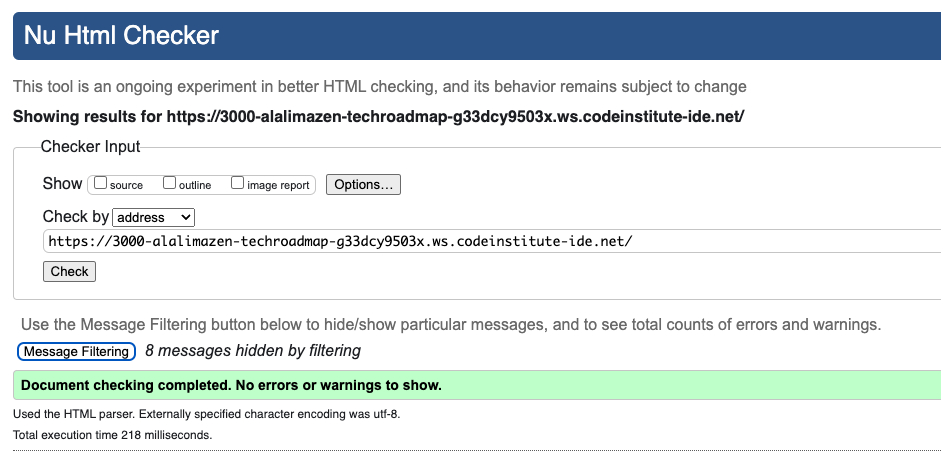 Nu Html Checker
This tool is an ongoing experiment in better HTML checking, and its behavior remains subject to change
Showing results for https://3000-alalimazen-techroadmap-g33dcy9503x.ws.codeinstitute-ide.net/
Checker Input
Show source outline image report Options...
Check by address
https://3000-alalimazen-techroadmap-g33dcy9503x.ws.codeinstitute-ide.net/
Check
Use the Message Filtering button below to hide/show particular messages, and to see total counts of errors and warnings.
Message Filtering 8 messages hidden by filtering
Document checking completed. No errors or warnings to show.
Used the HTML parser. Externally specified character encoding was utf-8.
Total execution time 218 milliseconds.